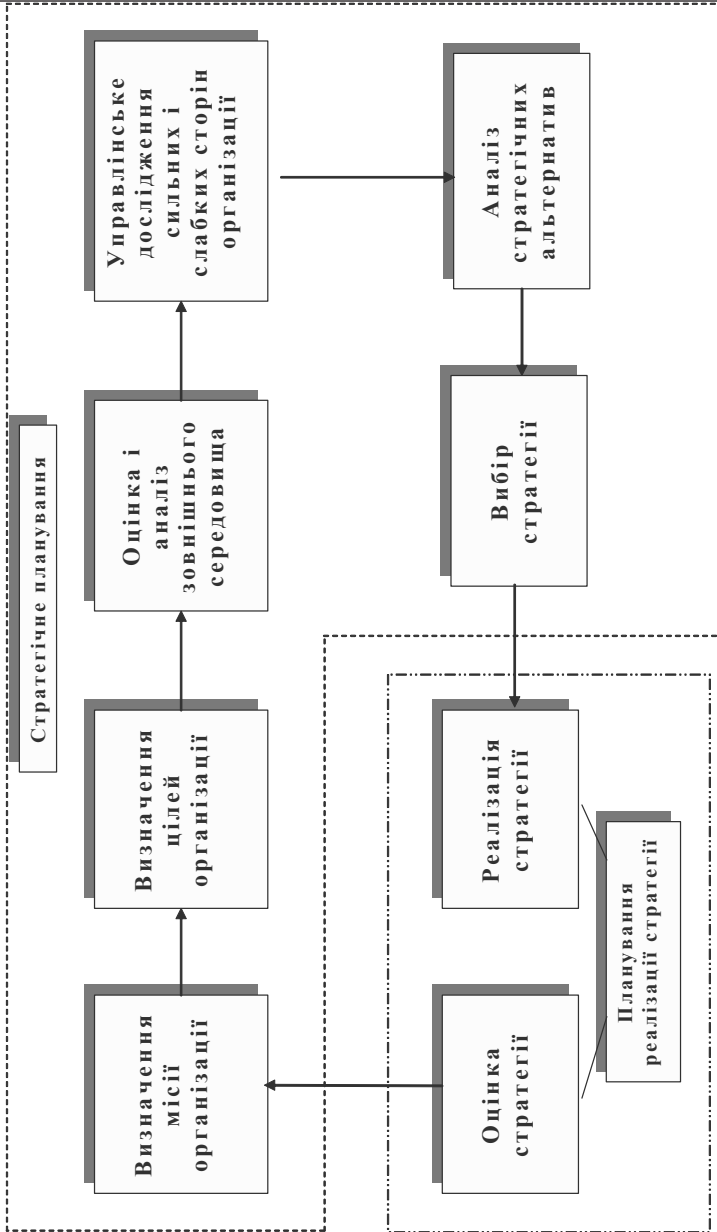 Стратегічне планування
Визначення
місії
організації
Визначення
цілей
організації
Оцінка і
аналіз
зовнішнього
середовища
Управлінське
дослідження
сильних і
слабких сторін
організації
Оцінка
стратегії
Реалізація
стратегії
Вибір
стратегії
Аналіз
стратегічних
альтернатив
Планування
реалізації стратегії